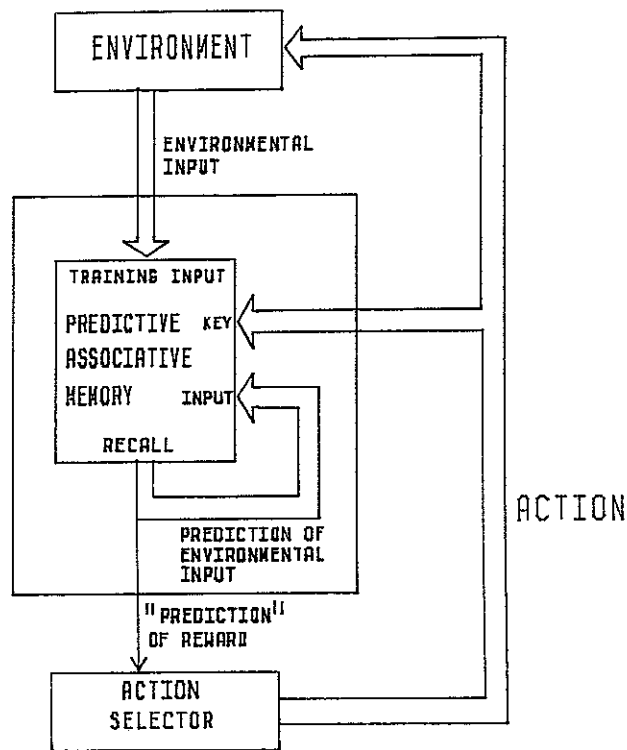 ENVIRONMENT
ENVIRONMENTAL
INPUT
TRAINING INPUT
PREDICTIVE KEY
ASSOCIATIVE
MEMORY INPUT
RECALL
PREDICTION OF
ENVIRONMENTAL
INPUT
ACTION
"PREDICTION"
OF REWARD
ACTION
SELECTOR